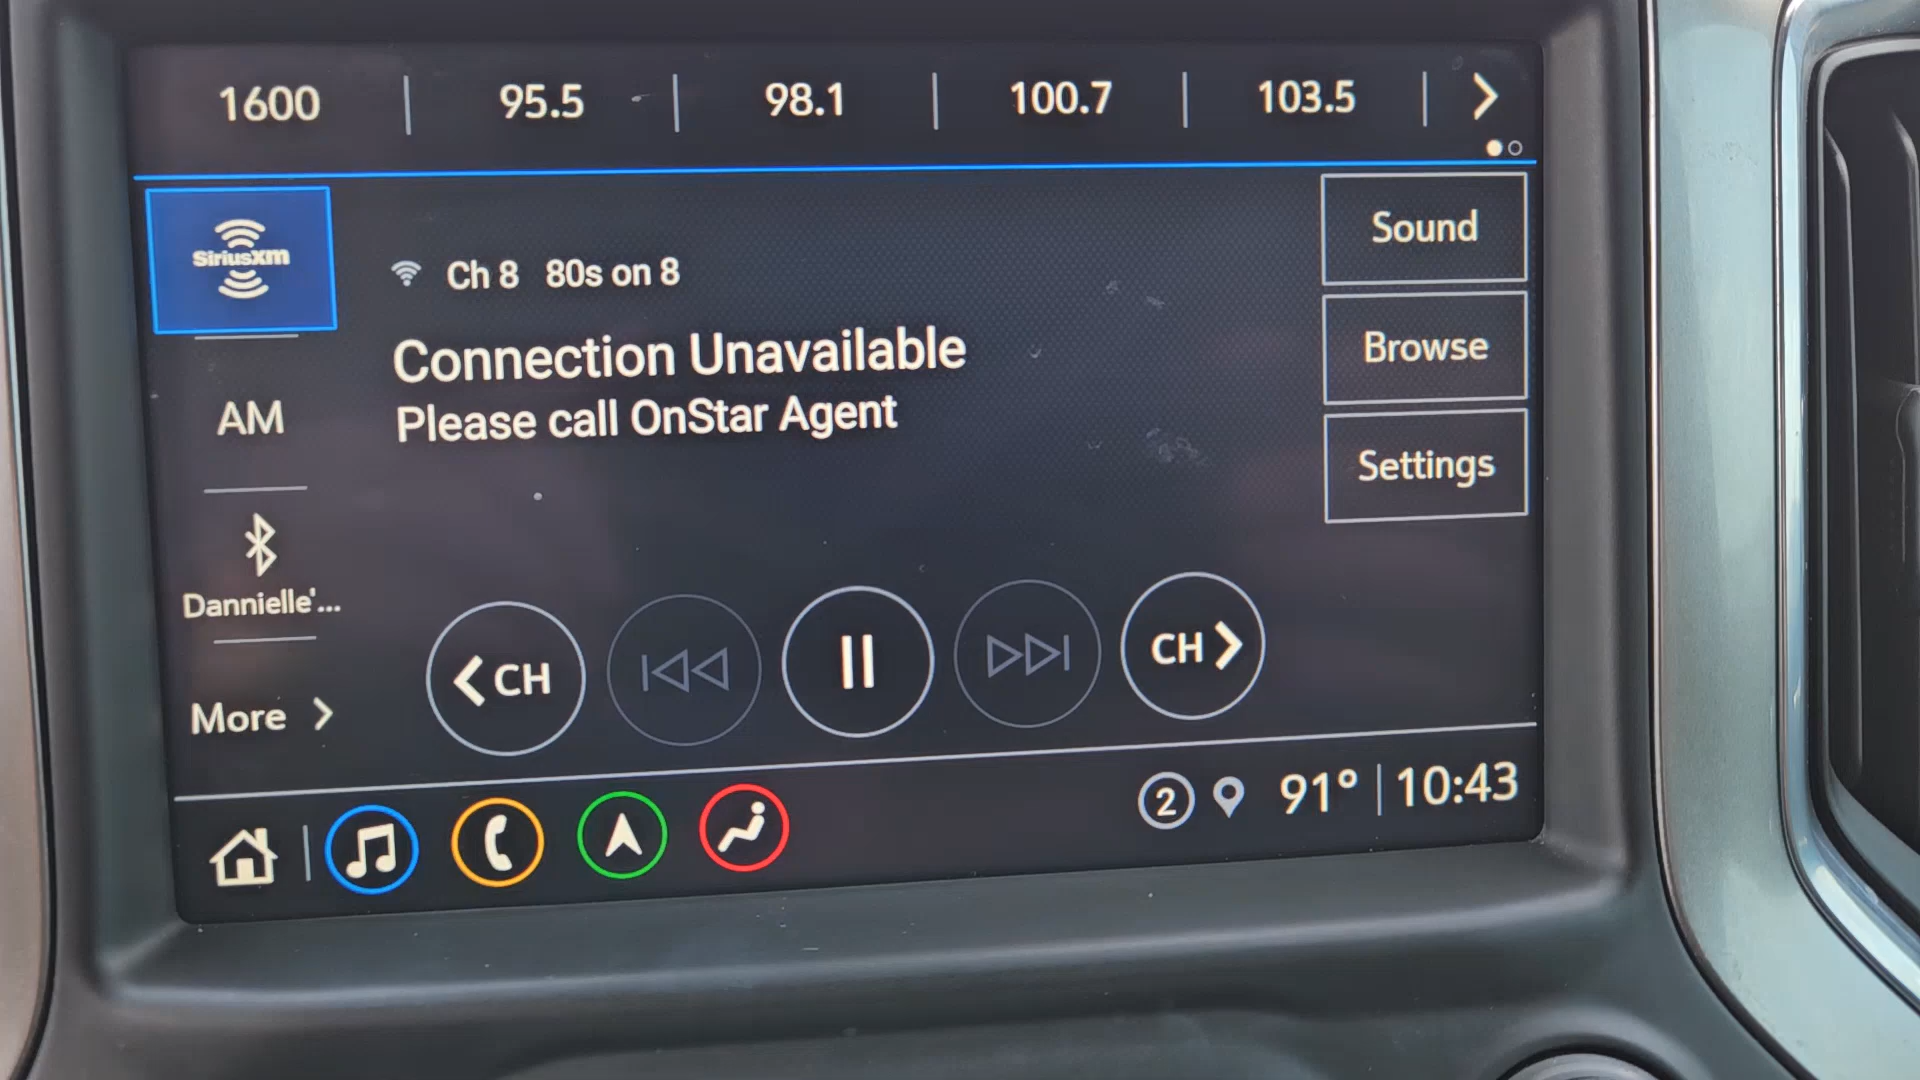 1600 95.5 98.1 100.7 103.5
SiriusXM
Ch 8 80s on 8
Connection Unavailable
Please call OnStar Agent
Sound
Browse
Settings
AM
Dannielle'...
More
CH
CH
2 91° 10:43